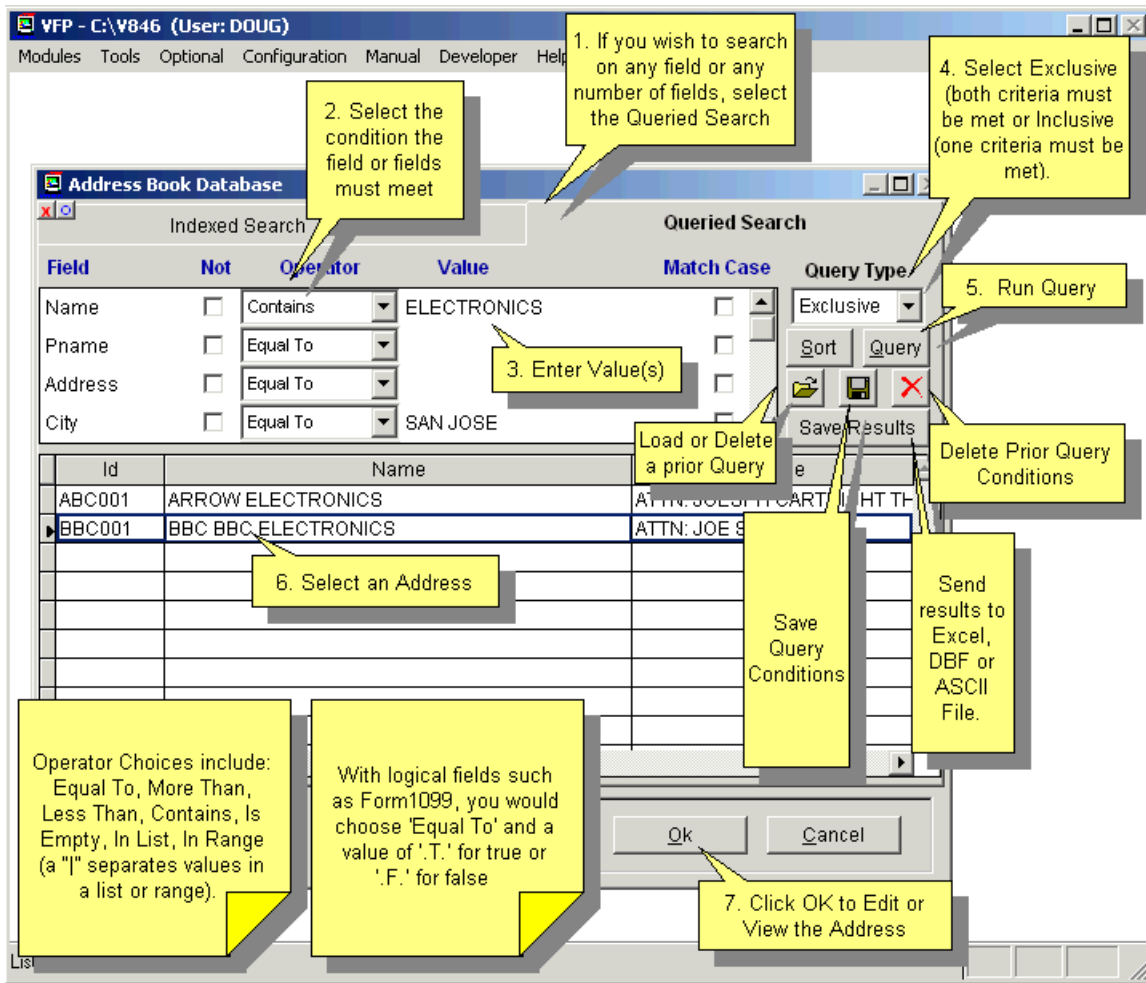 VFP - C:\V846 (User: DOUG)
Modules Tools Optional Configuration Manual Developer Help
1. If you wish to search
on any field or any
number of fields, select
the Queried Search
2. Select the
condition the
field or fields
must meet
4. Select Exclusive
(both criteria must
be met or Inclusive
(one criteria must be
met).
Address Book Database
Indexed Search
Queried Search
Field Not Operator Value Match Case Query Type
Name Contains ELECTRONICS Exclusive
5. Run Query
Pname Equal To
3. Enter Value(s)
Sort Query
Address Equal To
City Equal To SAN JOSE
Save Results
Load or Delete
a prior Query
Delete Prior Query
Conditions
Id Name
ABC001 ARROW ELECTRONICS ATTN:
BBC001 BBC BBC ELECTRONICS ATTN: JOE
6. Select an Address
Save
Query
Conditions
Send
results to
Excel,
DBF or
ASCII
File.
Operator Choices include:
Equal To, More Than,
Less Than, Contains, Is
Empty, In List, In Range
(a "|" separates values in
a list or range).
With logical fields such
as Form1099, you would
choose 'Equal To' and a
value of '.T.' for true or
'.F.' for false
Ok Cancel
7. Click OK to Edit or
View the Address